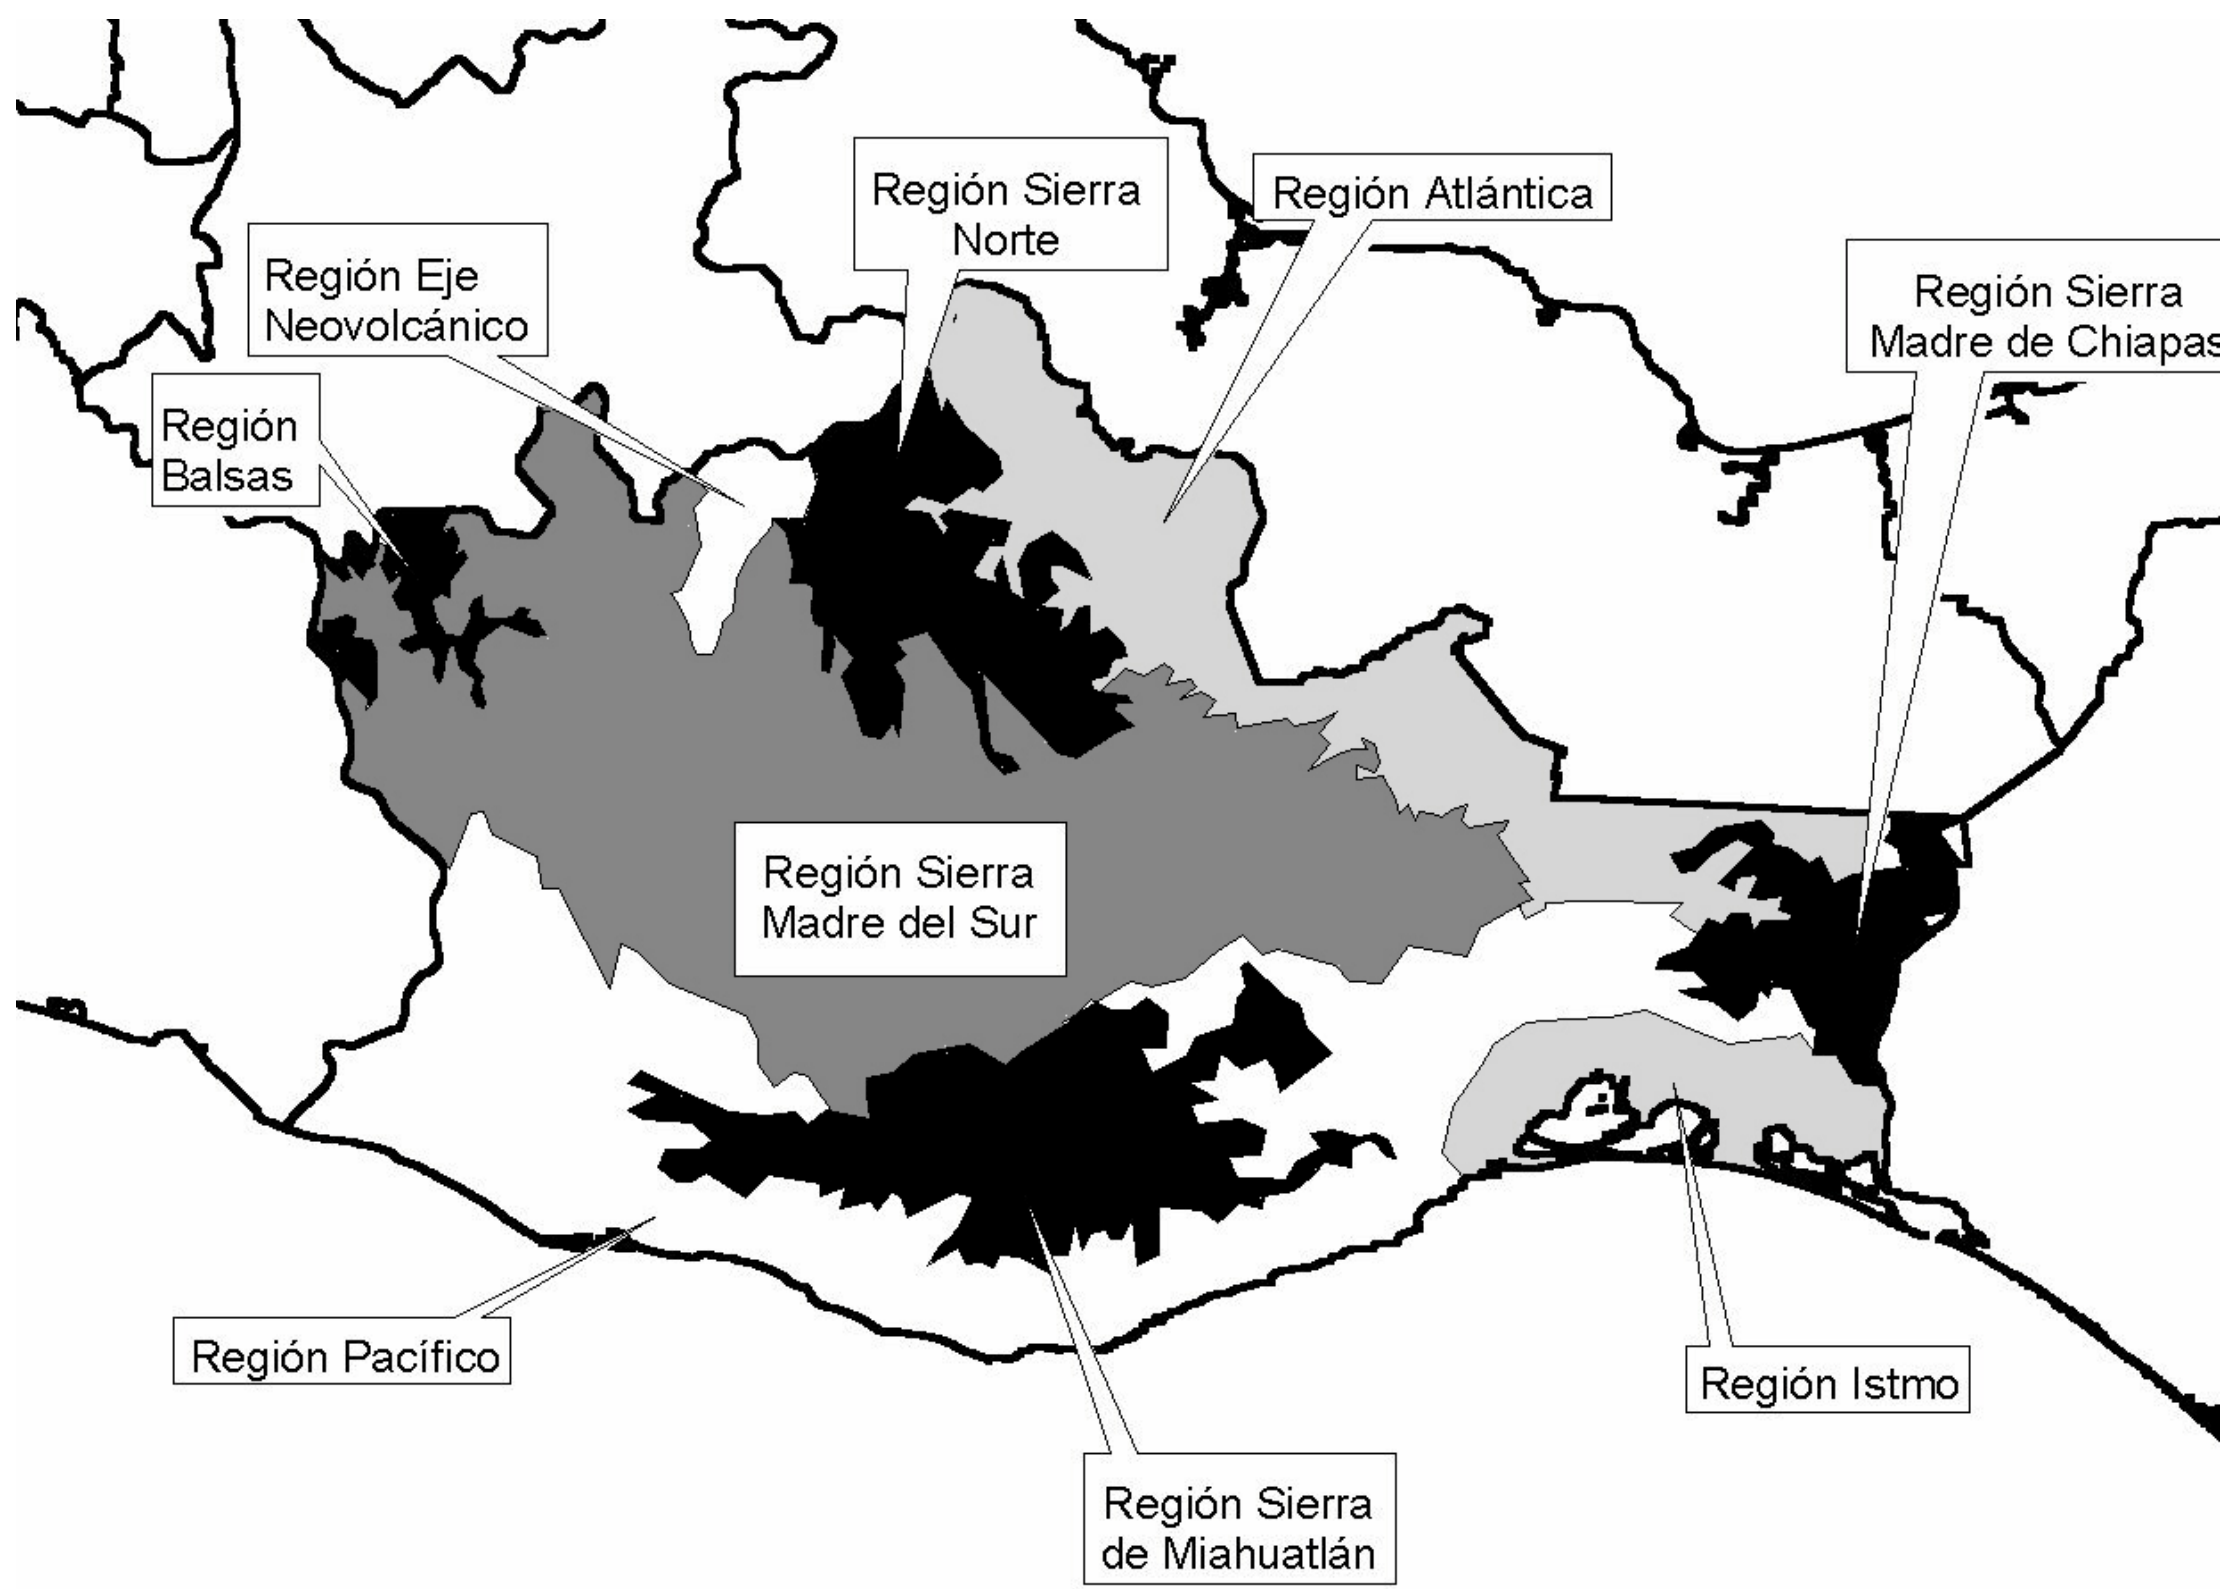 Región Sierra
Norte
Región Atlántica
Región Eje
Neovolcánico
Región Sierra
Madre de Chiapas
Región
Balsas
Región Sierra
Madre del Sur
Región Pacífico
Región Istmo
Región Sierra
de Miahuatlán